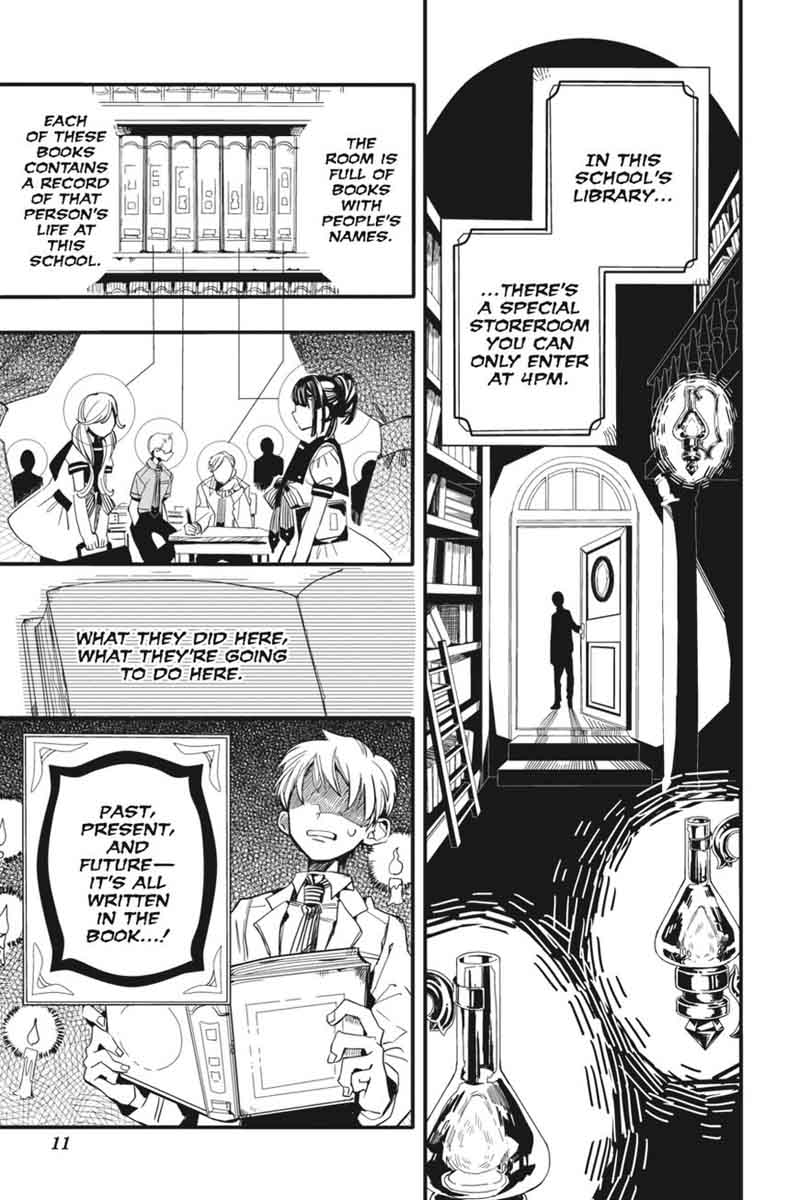 IN THIS
SCHOOL'S
LIBRARY...
...THERE'S
A SPECIAL
STOREROOM
YOU CAN
ONLY ENTER
AT 4PM.
THE
ROOM IS
FULL OF
BOOKS
WITH
PEOPLE'S
NAMES.
EACH
OF THESE
BOOKS
CONTAINS
A RECORD
OF THAT
PERSON'S
LIFE AT
THIS
SCHOOL.
WHAT THEY DID HERE,
WHAT THEY'RE GOING
TO DO HERE.
PAST,
PRESENT,
AND
FUTURE—
IT'S ALL
WRITTEN
IN THE
BOOK...!
11